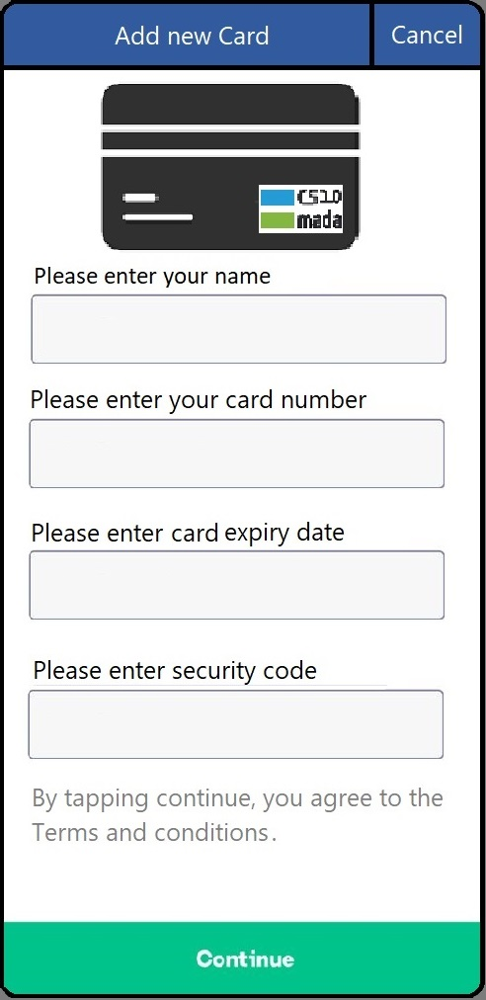 Add new Card
Cancel
mada
Please enter your name
Please enter your card number
Please enter card expiry date
Please enter security code
By tapping continue, you agree to the
Terms and conditions.
Continue